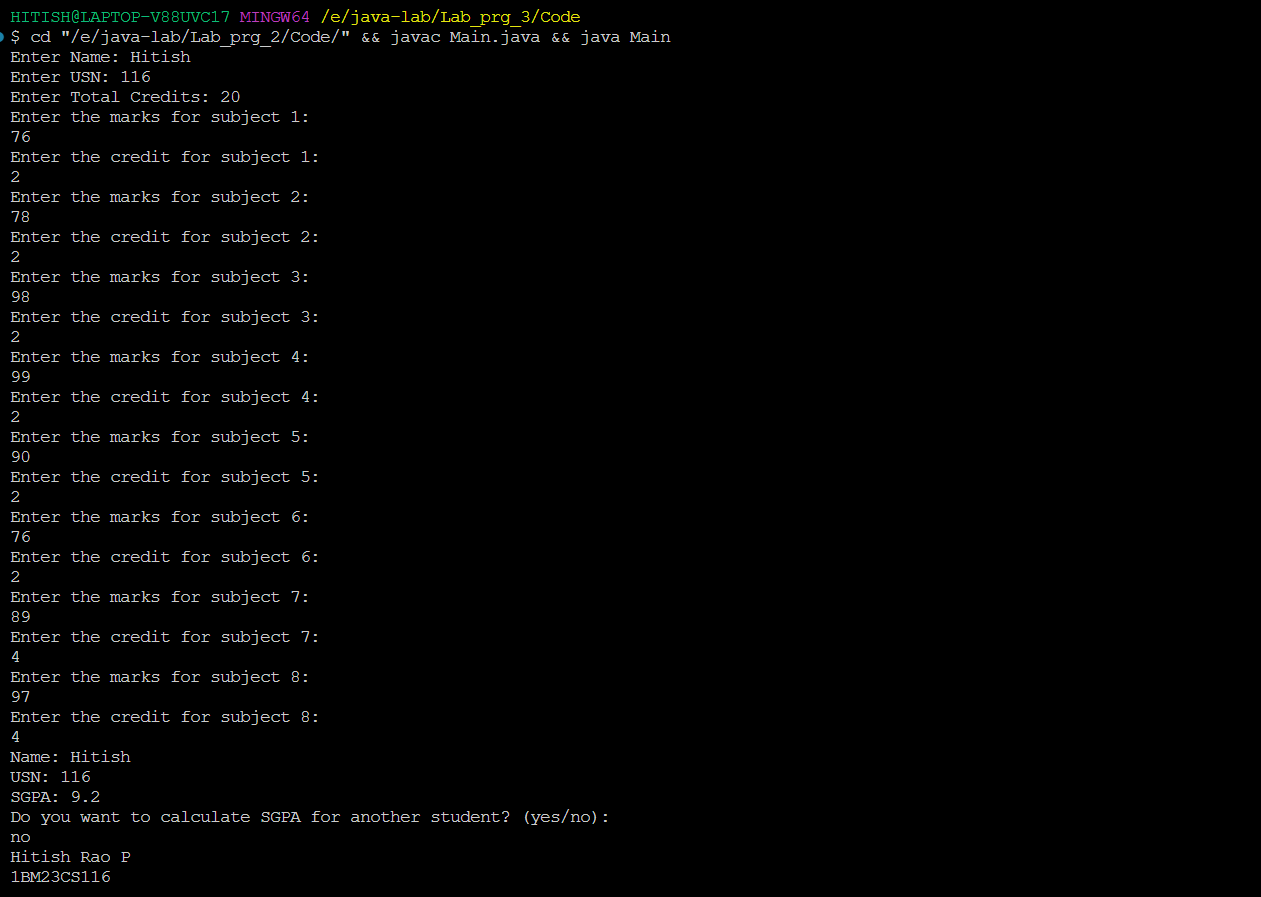 HITISH@LAPTOP-V88UVC17 MINGW64 /e/java-lab/Lab_prg_3/Code
$ cd "/e/java-lab/Lab_prg_2/Code/" && javac Main.java && java Main
Enter Name: Hitish
Enter USN: 116
Enter Total Credits: 20
Enter the marks for subject 1:
76
Enter the credit for subject 1:
2
Enter the marks for subject 2:
78
Enter the credit for subject 2:
2
Enter the marks for subject 3:
98
Enter the credit for subject 3:
2
Enter the marks for subject 4:
99
Enter the credit for subject 4:
2
Enter the marks for subject 5:
90
Enter the credit for subject 5:
2
Enter the marks for subject 6:
76
Enter the credit for subject 6:
2
Enter the marks for subject 7:
89
Enter the credit for subject 7:
4
Enter the marks for subject 8:
97
Enter the credit for subject 8:
4
Name: Hitish
USN: 116
SGPA: 9.2
Do you want to calculate SGPA for another student? (yes/no):
no
Hitish Rao P
1BM23CS116